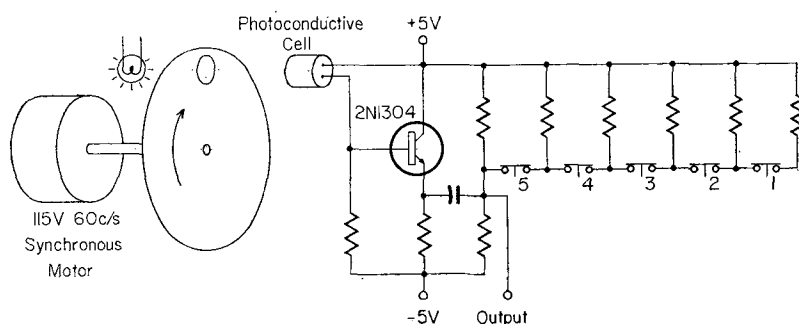 Photoconductive
Cell
+5V
2N1304
5
4
3
2
1
115V 60c/s
Synchronous
Motor
-5V
Output